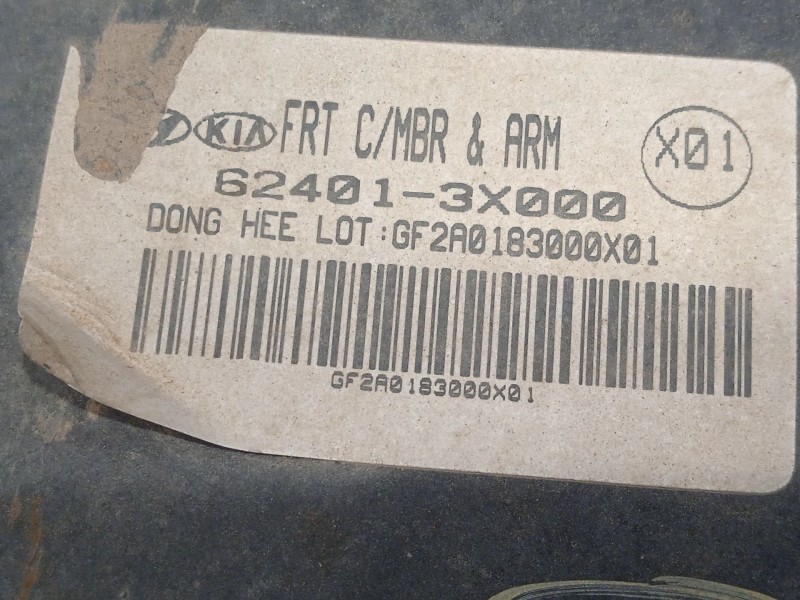 KIA FRT C/MBR & ARM
X01
62401-3X000
DONG HEE LOT:GF2A0183000X01
GF2A0183000X01